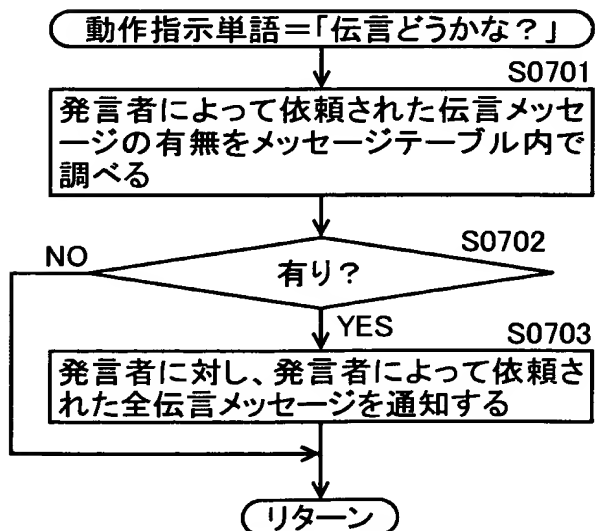 動作指示単語＝「伝言どうかな？」
S0701
発言者によって依頼された伝言メッセ
ージの有無をメッセージテーブル内で
調べる
S0702
NO
有り？
YES
S0703
発言者に対し、発言者によって依頼さ
れた全伝言メッセージを通知する
リターン